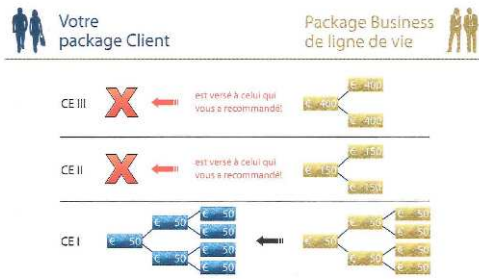 Votre
package Client
Package Business
de ligne de vie
CE III
est versé à celui qui
vous a recommandé!
€ 400
€ 400
€ 400
CE II
est versé à celui qui
vous a recommandé!
€ 150
€ 150
€ 150
CE I
€ 50
€ 50
€ 50
€ 50
€ 50
€ 50
€ 50
€ 50
€ 50
€ 50
€ 50
€ 50
€ 50
€ 50